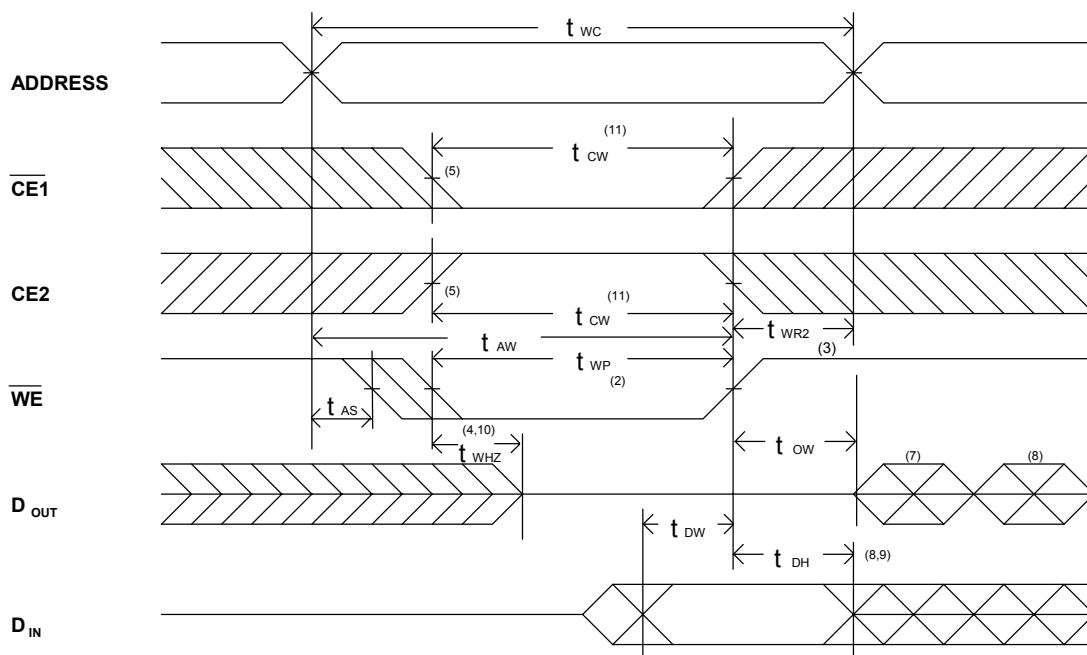 t WC
ADDRESS
(11)
t CW
CE1
(5)
CE2
(5)
(11)
t CW
t WR2
t AW
(3)
t WP
(2)
WE
t AS
(4,10)
t WHZ
t OW
(7)
(8)
D OUT
t DW
t DH
(8,9)
D IN